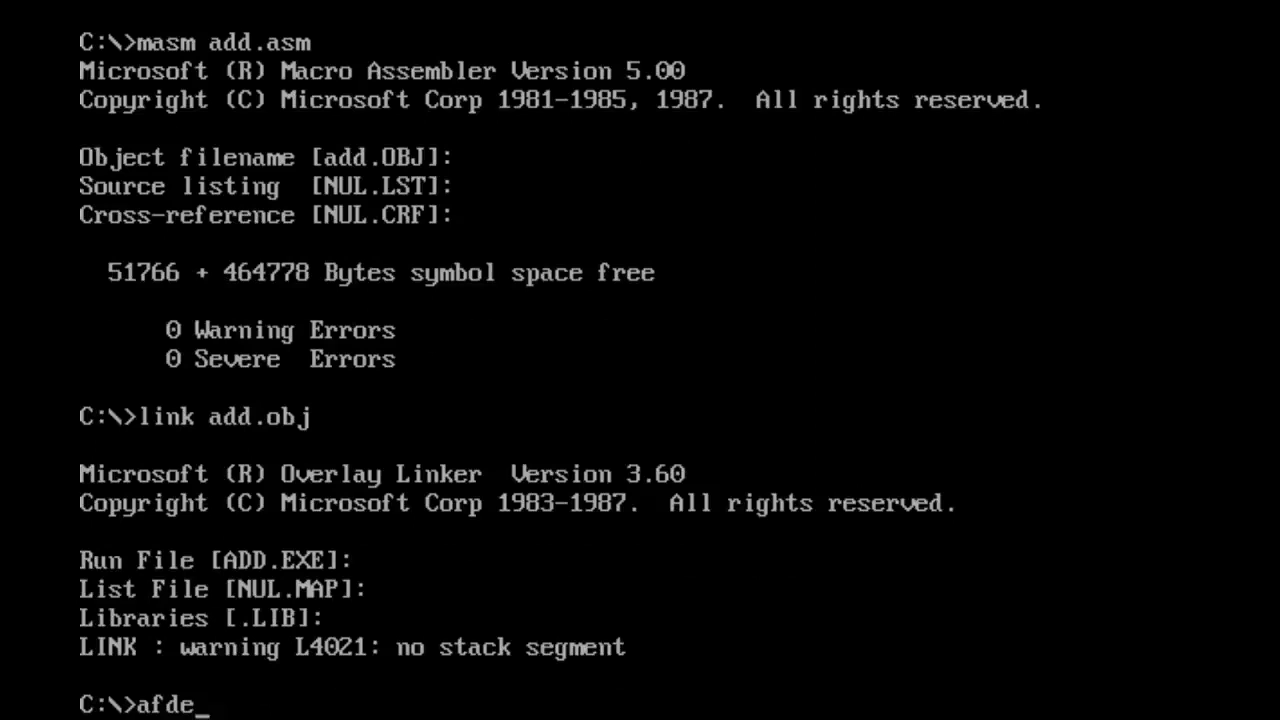 C:\>masm add.asm
Microsoft (R) Macro Assembler Version 5.00
Copyright (C) Microsoft Corp 1981-1985, 1987.  All rights reserved.
Object filename [add.OBJ]:
Source listing  [NUL.LST]:
Cross-reference [NUL.CRF]:
51766 + 464778 Bytes symbol space free
0 Warning Errors
0 Severe  Errors
C:\>link add.obj
Microsoft (R) Overlay Linker  Version 3.60
Copyright (C) Microsoft Corp 1983-1987.  All rights reserved.
Run File [ADD.EXE]:
List File [NUL.MAP]:
Libraries [.LIB]:
LINK : warning L4021: no stack segment
C:\>afde_